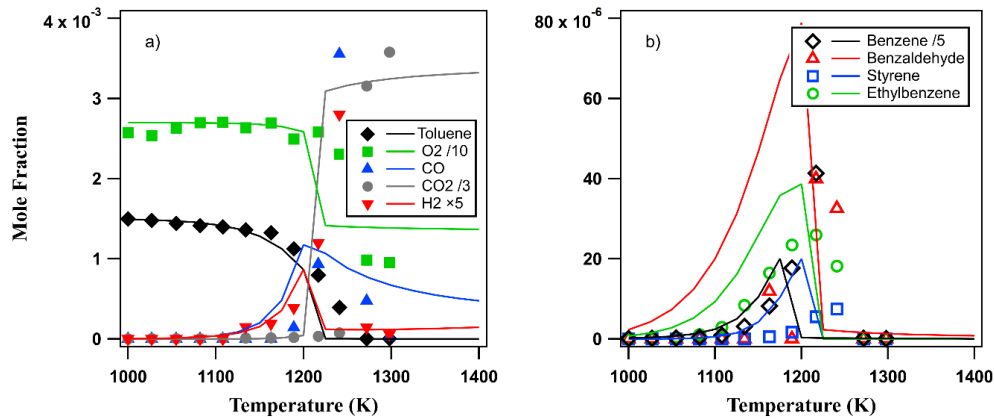 4 x 10-3
a)
3
2
1
0
Mole Fraction
Toluene
O2 /10
CO
CO2 /3
H2 ×5
1000
1100
1200
1300
1400
Temperature (K)
80 x 10-6
b)
60
40
20
0
Benzene /5
Benzaldehyde
Styrene
Ethylbenzene
1000
1100
1200
1300
1400
Temperature (K)